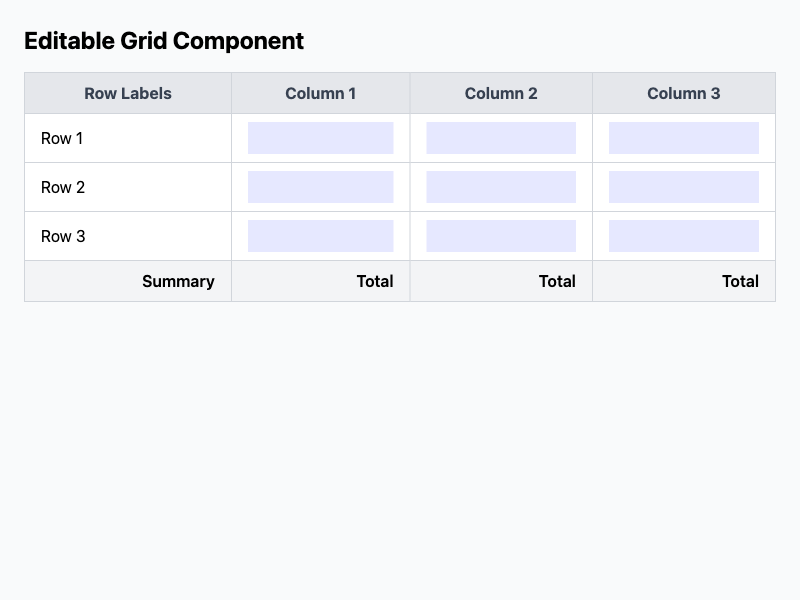 Editable Grid Component
Row Labels Column 1 Column 2 Column 3
Row 1
Row 2
Row 3
Summary Total Total Total